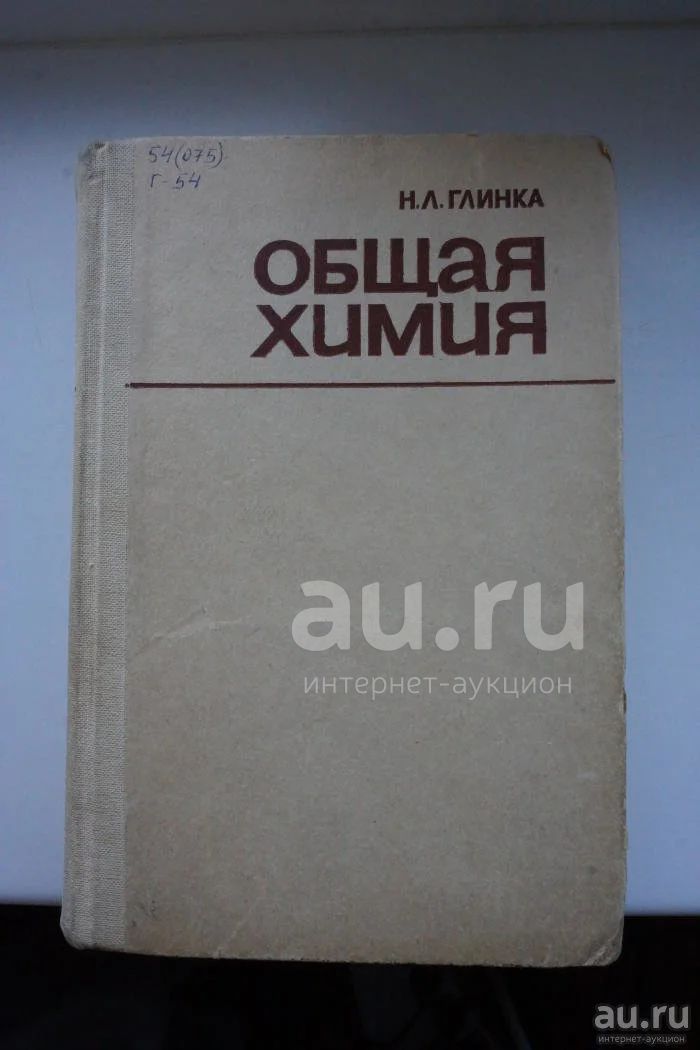 54(075)
Г-54
Н.Л.ГЛИНКА
ОБЩАЯ
ХИМИЯ
au.ru
интернет-аукцион
au.ru
интернет-аукцион